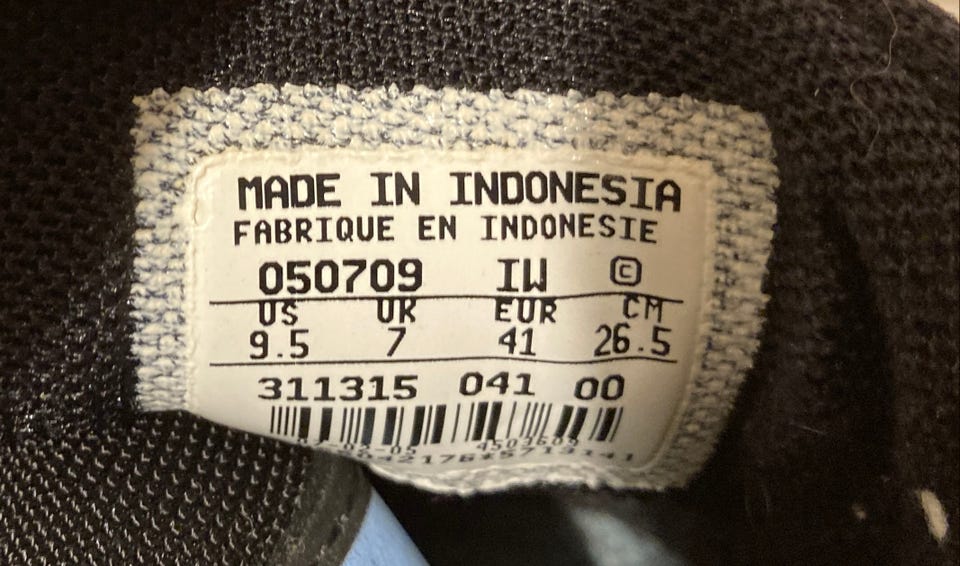 MADE IN INDONESIA
FABRIQUE EN INDONESIE
050709 IW ©
US UK EUR CM
9.5 7 41 26.5
311315 041 00
4503609